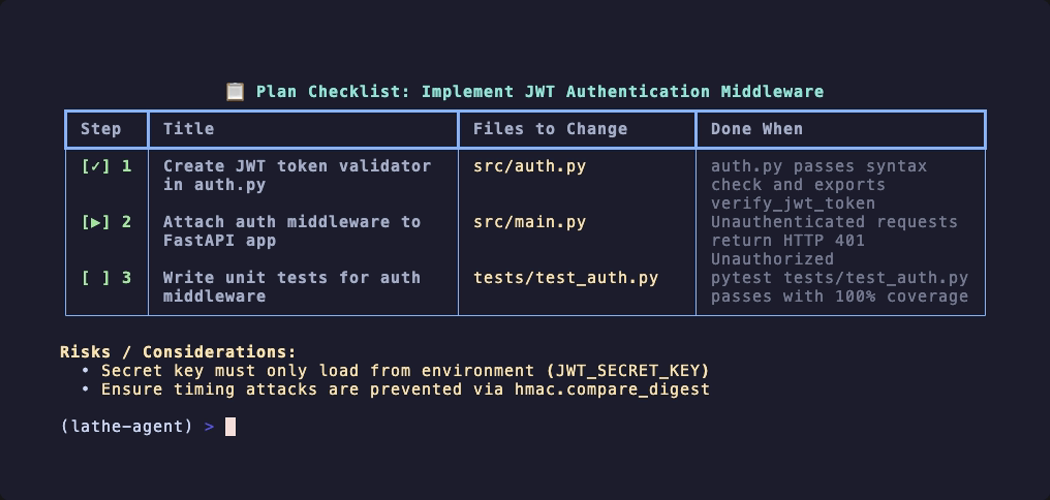 📋 Plan Checklist: Implement JWT Authentication Middleware
Step Title Files to Change Done When
[✓] 1 Create JWT token validator src/auth.py auth.py passes syntax
in auth.py check and exports
verify_jwt_token
[▶] 2 Attach auth middleware to src/main.py Unauthenticated requests
FastAPI app return HTTP 401
Unauthorized
[ ] 3 Write unit tests for auth tests/test_auth.py pytest tests/test_auth.py
middleware passes with 100% coverage
Risks / Considerations:
• Secret key must only load from environment (JWT_SECRET_KEY)
• Ensure timing attacks are prevented via hmac.compare_digest
(lathe-agent) >